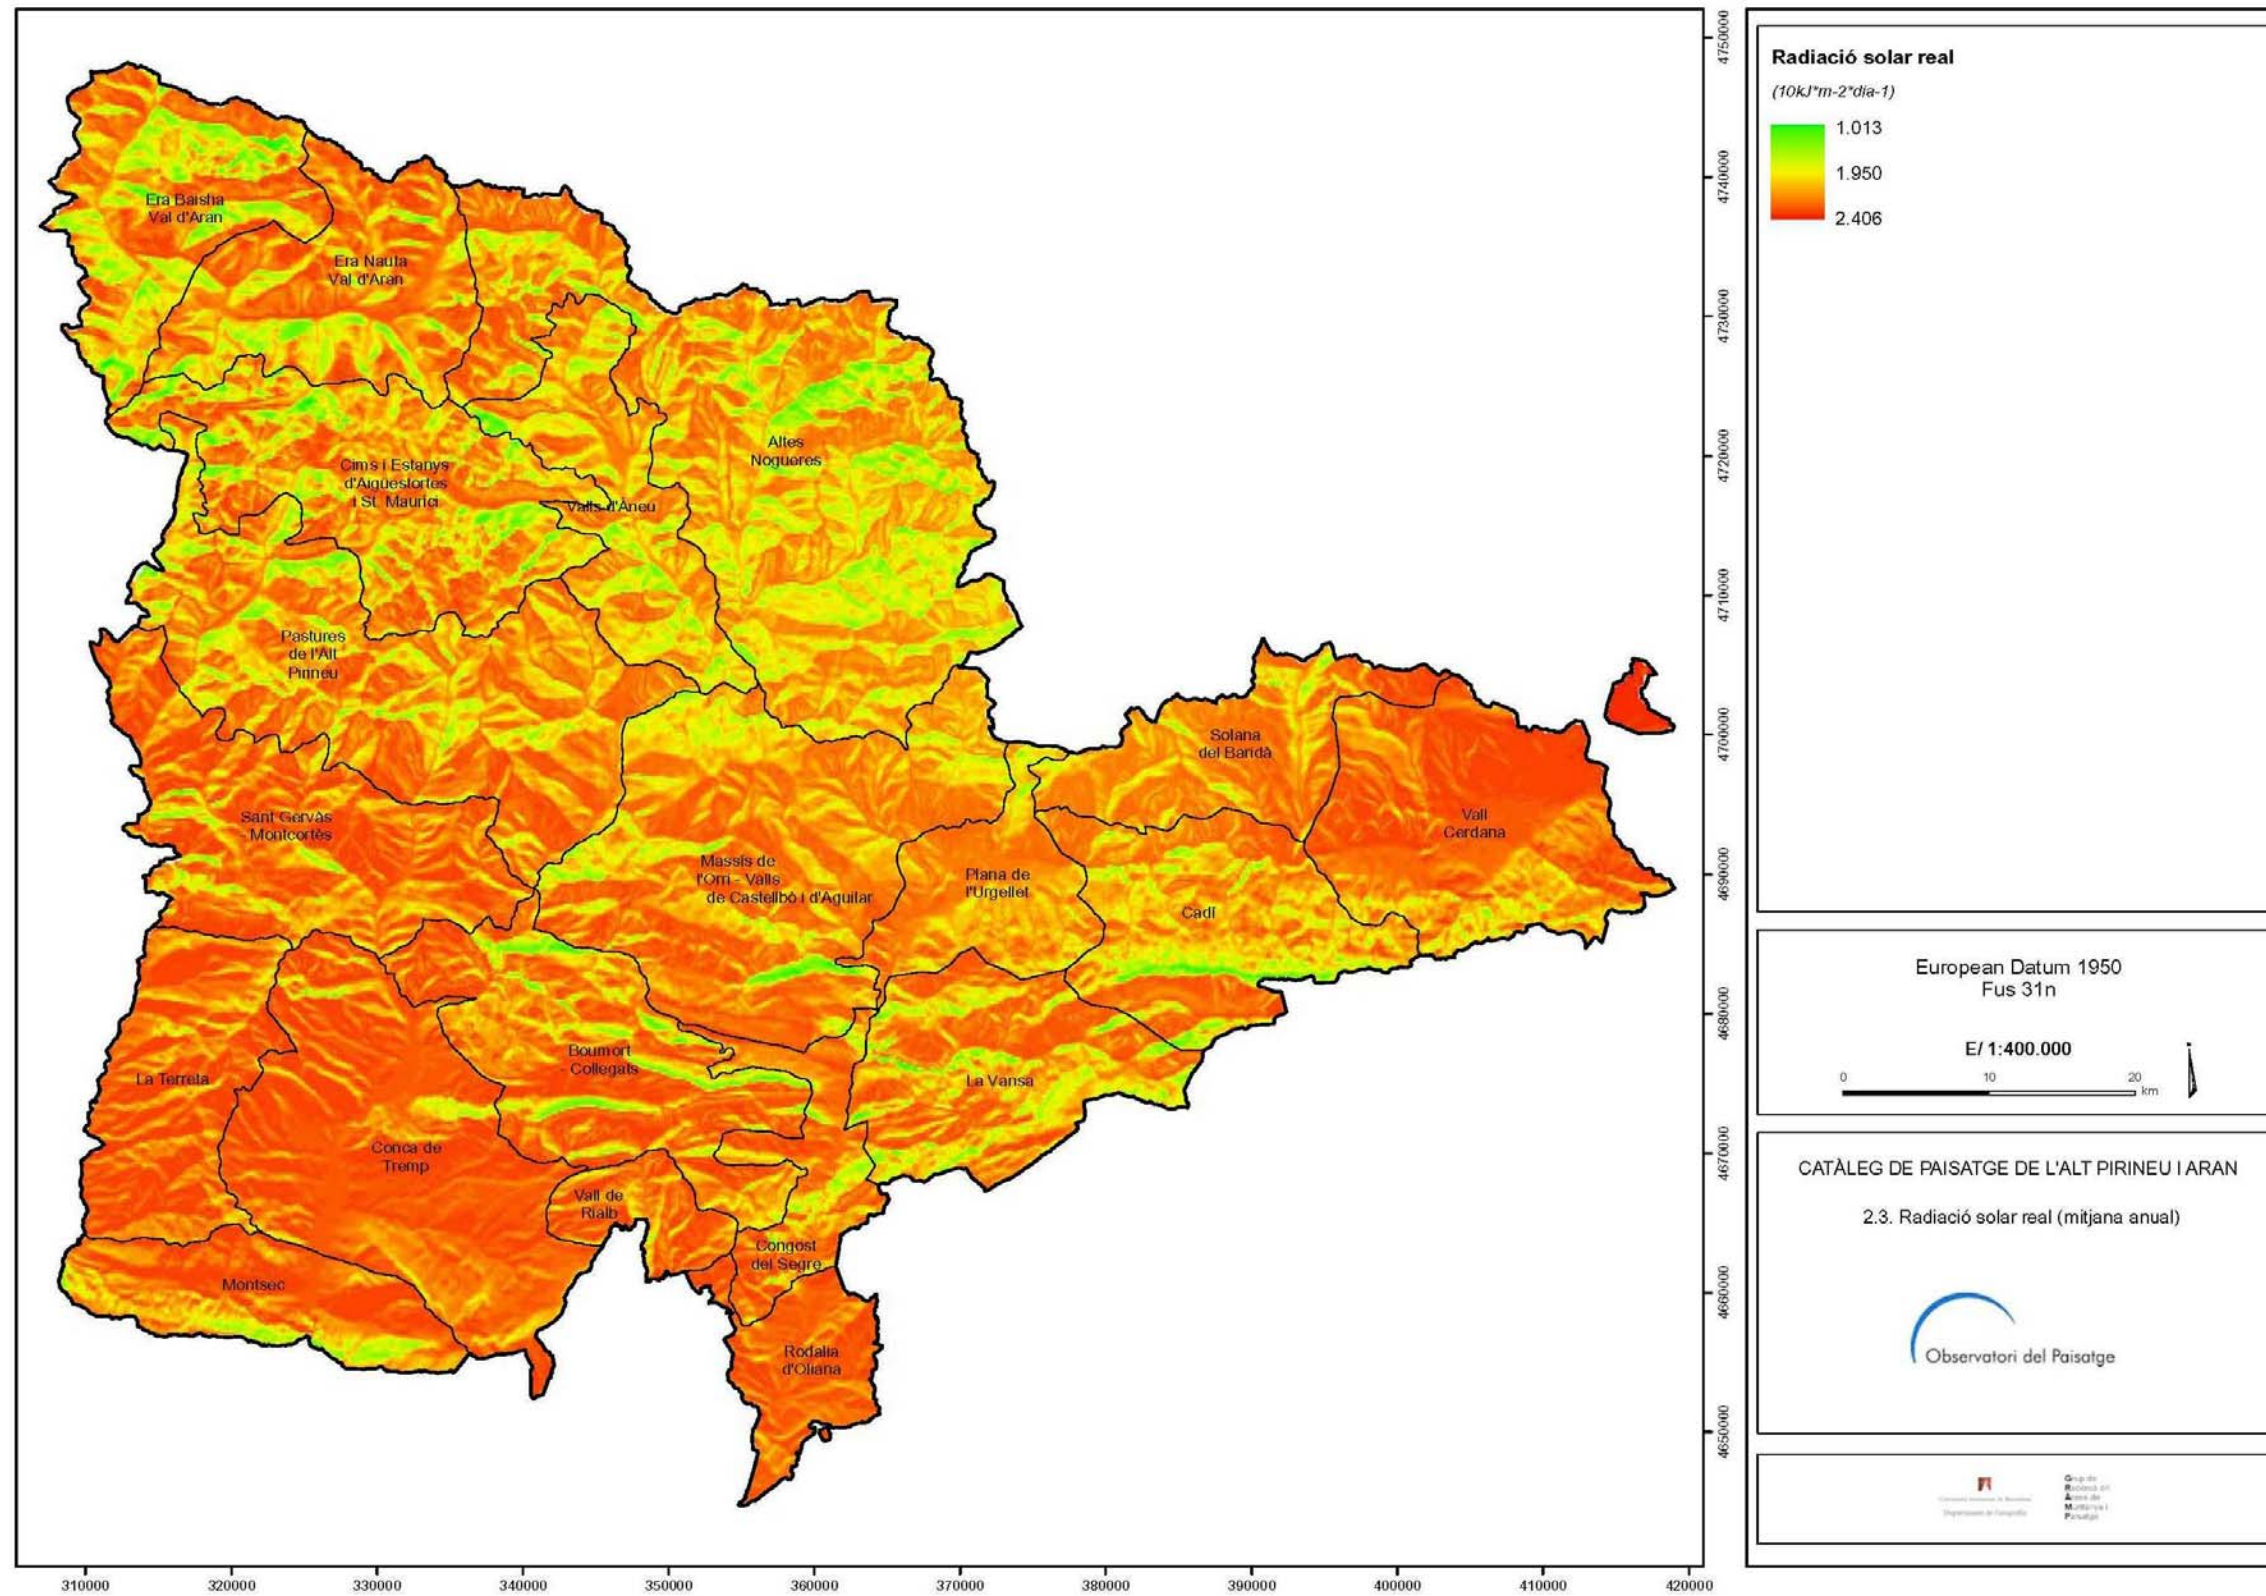 Era Baisha
Val d'Aran
Era Nauta
Val d'Aran
Altes
Nogueres
Cims i Estanys
d'Aigüestortes
i St. Maurici
Valls d'Àneu
Pastures
de l'Alt
Pirineu
Solana
del Baridà
Sant Gervàs
- Montcortès
Vall
Cerdana
Massís de
l'Orri - Valls
de Castellbò i d'Aguilar
Plana de
l'Urgellet
Cadí
Boumort
- Collegats
La Terreta
La Vansa
Conca de
Tremp
Vall de
Rialb
Congost
del Segre
Montsec
Rodalia
d'Oliana
4750000
4740000
4730000
4720000
4710000
4700000
4690000
4680000
4670000
4660000
4650000
310000 320000 330000 340000 350000 360000 370000 380000 390000 400000 410000 420000
Radiació solar real
(10kJ*m-2*dia-1)
1.013
1.950
2.406
European Datum 1950
Fus 31n
E/ 1:400.000
0 10 20
km
CATÀLEG DE PAISATGE DE L'ALT PIRINEU I ARAN
2.3. Radiació solar real (mitjana anual)
Observatori del Paisatge